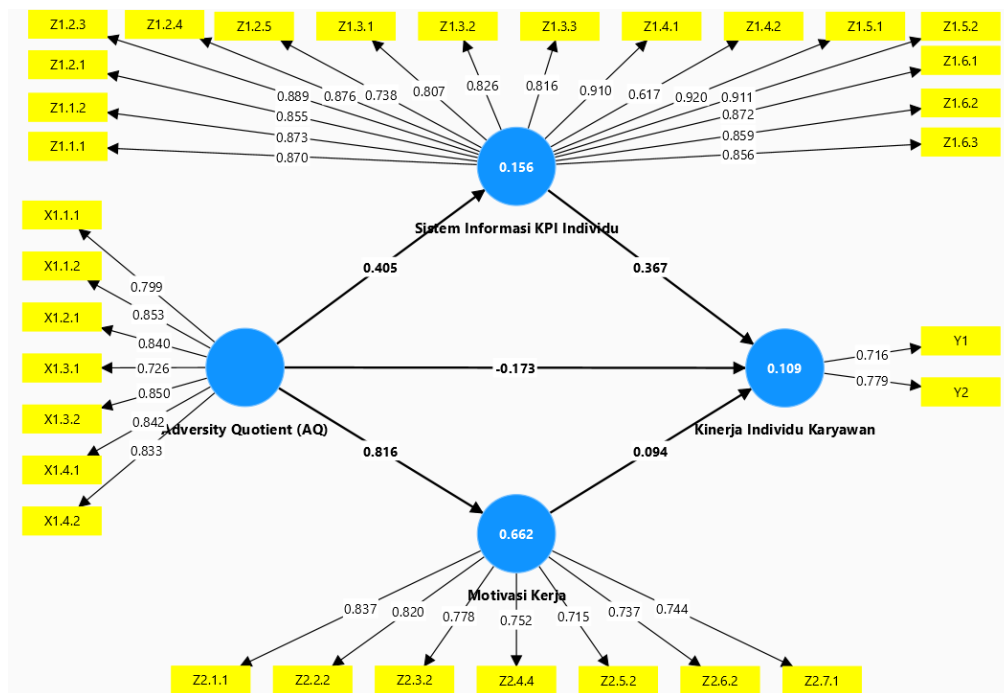 Z1.2.3
Z1.2.4
Z1.2.5
Z1.3.1
Z1.3.2
Z1.3.3
Z1.4.1
Z1.4.2
Z1.5.1
Z1.5.2
Z1.2.1
Z1.6.1
Z1.1.2
Z1.6.2
Z1.1.1
Z1.6.3
0.889
0.876
0.738
0.807
0.826
0.816
0.910
0.617
0.920
0.911
0.855
0.872
0.873
0.859
0.870
0.856
0.156
Sistem Informasi KPI Individu
X1.1.1
X1.1.2
X1.2.1
X1.3.1
X1.3.2
X1.4.1
X1.4.2
0.799
0.853
0.840
0.726
0.850
0.842
0.833
Adversity Quotient (AQ)
0.405
0.367
-0.173
0.816
0.094
0.109
Kinerja Individu Karyawan
0.716
0.779
Y1
Y2
0.662
Motivasi Kerja
0.837
0.820
0.778
0.752
0.715
0.737
0.744
Z2.1.1
Z2.2.2
Z2.3.2
Z2.4.4
Z2.5.2
Z2.6.2
Z2.7.1